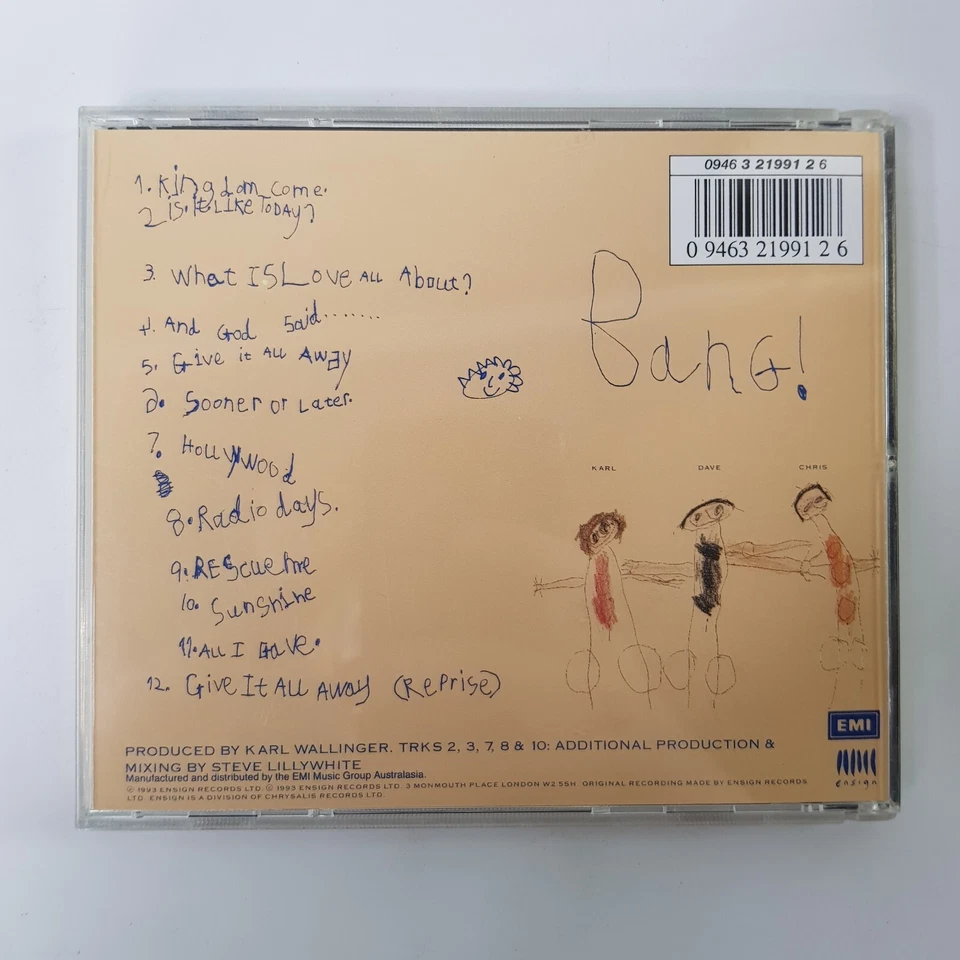 1. Kingdom come.
2 is. It LIKE TODAY?
3. What IS Love All About?
4. And God Said.......
5. Give it All Away
6. Sooner or Later.
7. Hollywood
8. Radio days.
9. REScue me
10. Sunshine
11. All I Gave.
12. Give It All Away (Reprise)
0946 3 21991 2 6
0 09463 21991 2 6
Bang!
KARL DAVE CHRIS
EMI
ensign
PRODUCED BY KARL WALLINGER. TRKS 2, 3, 7, 8 & 10: ADDITIONAL PRODUCTION &
MIXING BY STEVE LILLYWHITE
Manufactured and distributed by the EMI Music Group Australasia.
℗ 1993 ENSIGN RECORDS LTD. © 1993 ENSIGN RECORDS LTD. 3 MONMOUTH PLACE LONDON W2 5SH ORIGINAL RECORDING MADE BY ENSIGN RECORDS
LTD. ENSIGN IS A DIVISION OF CHRYSALIS RECORDS LTD.